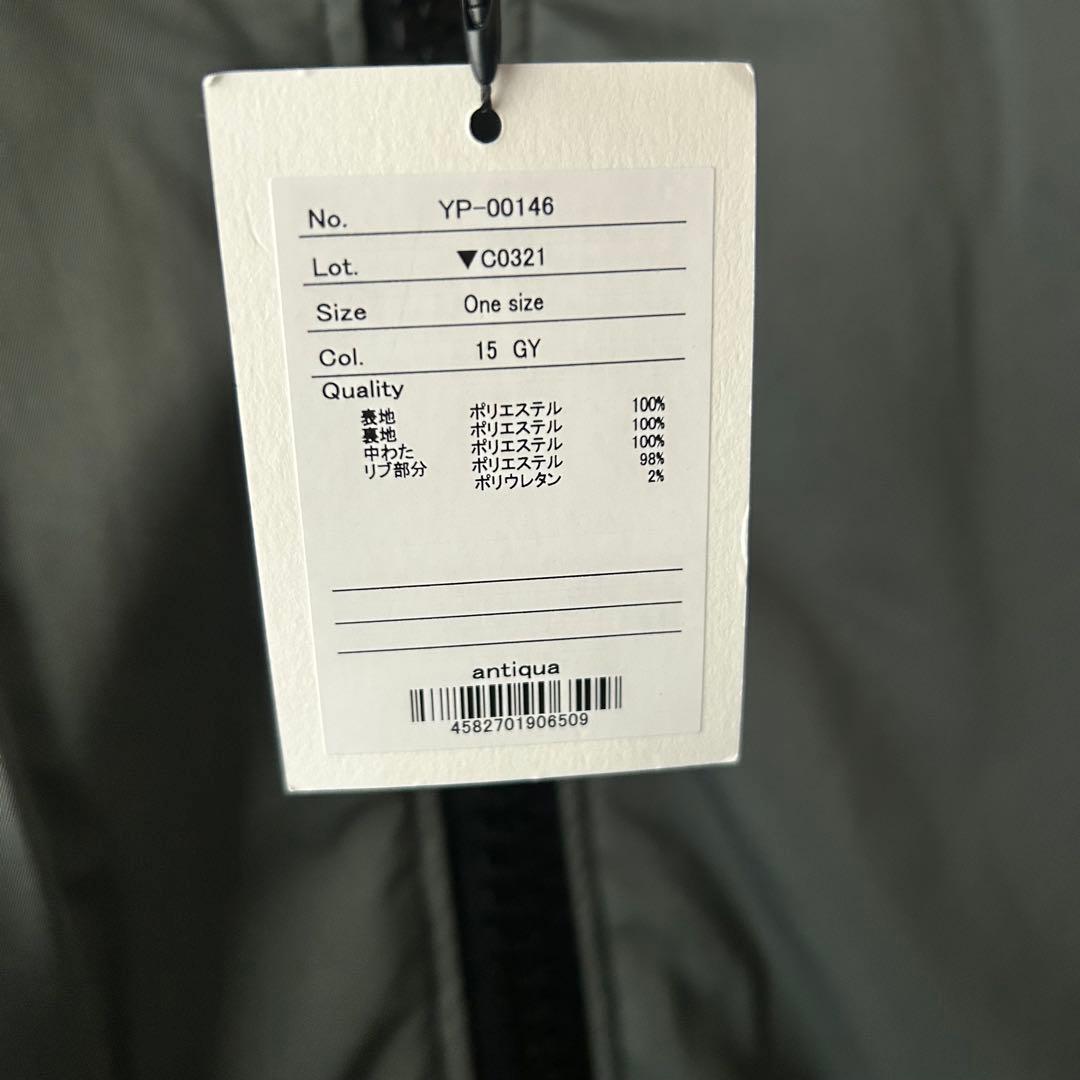 No. YP-00146
Lot. ▼C0321
Size One size
Col. 15 GY
Quality
表地 ポリエステル 100%
裏地 ポリエステル 100%
中わた ポリエステル 100%
リブ部分 ポリエステル 98%
ポリウレタン 2%
antiqua
4582701906509